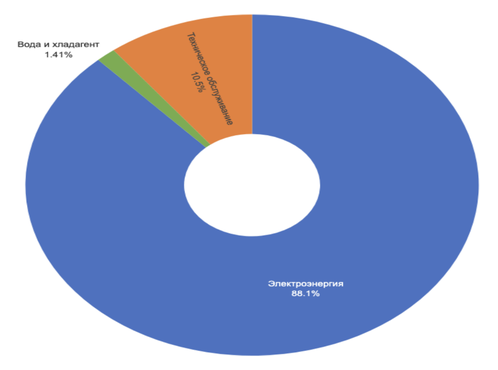 Вода и хладагент
1.41%
Техническое обслуживание
10.5%
Электроэнергия
88.1%